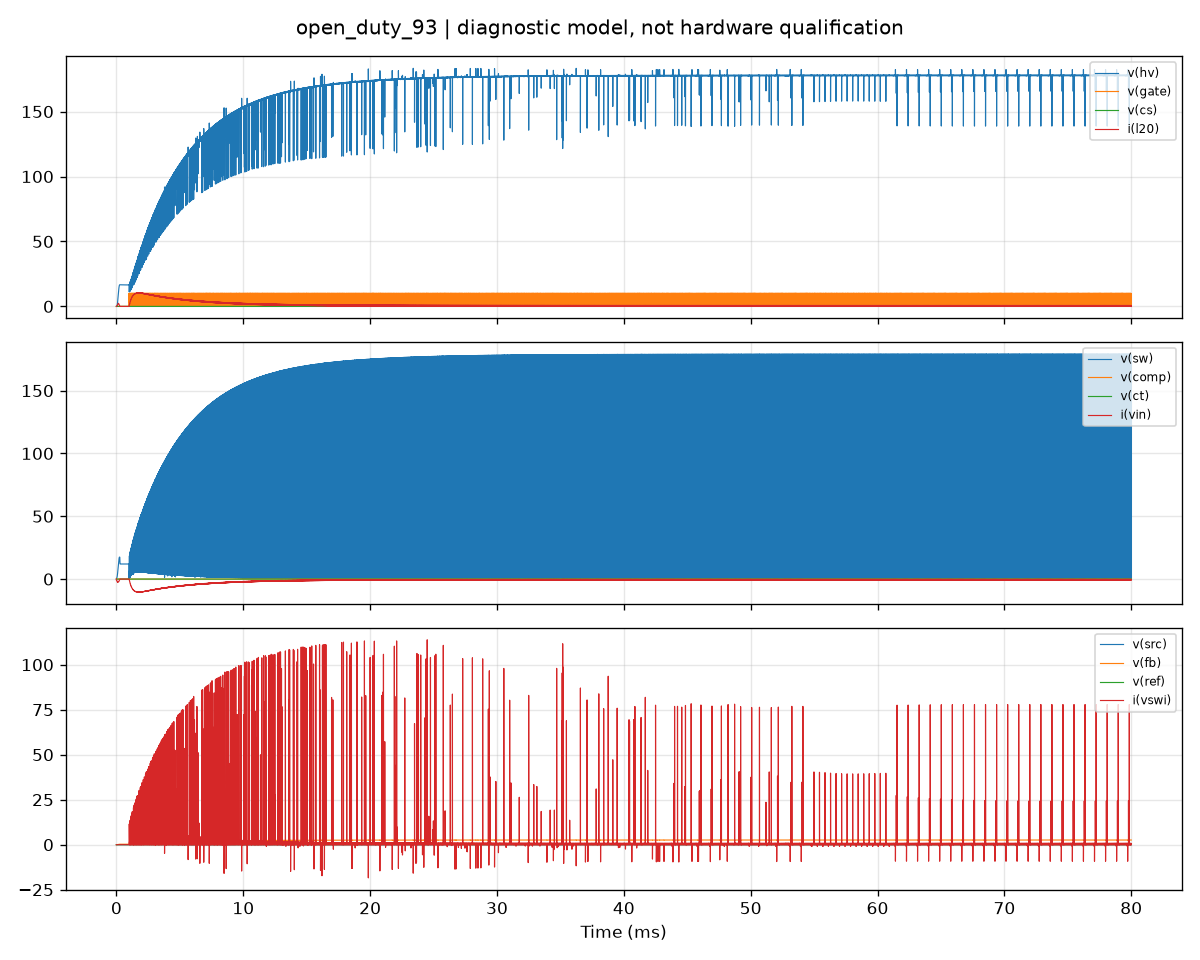 open_duty_93 | diagnostic model, not hardware qualification
150
100
50
0
v(hv)
v(gate)
v(cs)
i(l20)
150
100
50
0
v(sw)
v(comp)
v(ct)
i(vin)
100
75
50
25
0
−25
v(src)
v(fb)
v(ref)
i(vswi)
0 10 20 30 40 50 60 70 80
Time (ms)